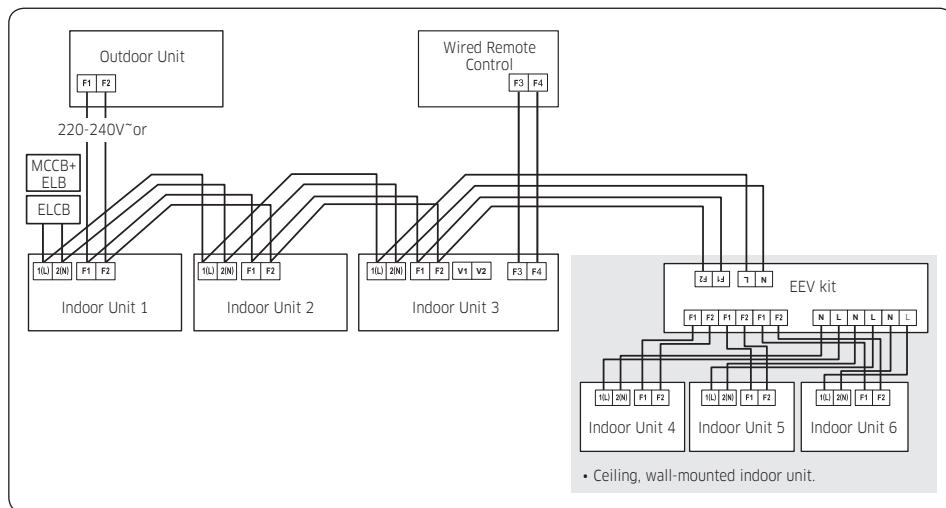 Outdoor Unit
F1 F2
Wired Remote
Control
F3 F4
220-240V~or
MCCB+
ELB
ELCB
1(L) 2(N) F1 F2
Indoor Unit 1
1(L) 2(N) F1 F2
Indoor Unit 2
1(L) 2(N) F1 F2 V1 V2 F3 F4
Indoor Unit 3
F2 F1 L N
EEV kit
F1 F2 F1 F2 F1 F2 N L N L N L
1(L) 2(N) F1 F2
Indoor Unit 4
1(L) 2(N) F1 F2
Indoor Unit 5
1(L) 2(N) F1 F2
Indoor Unit 6
• Ceiling, wall-mounted indoor unit.